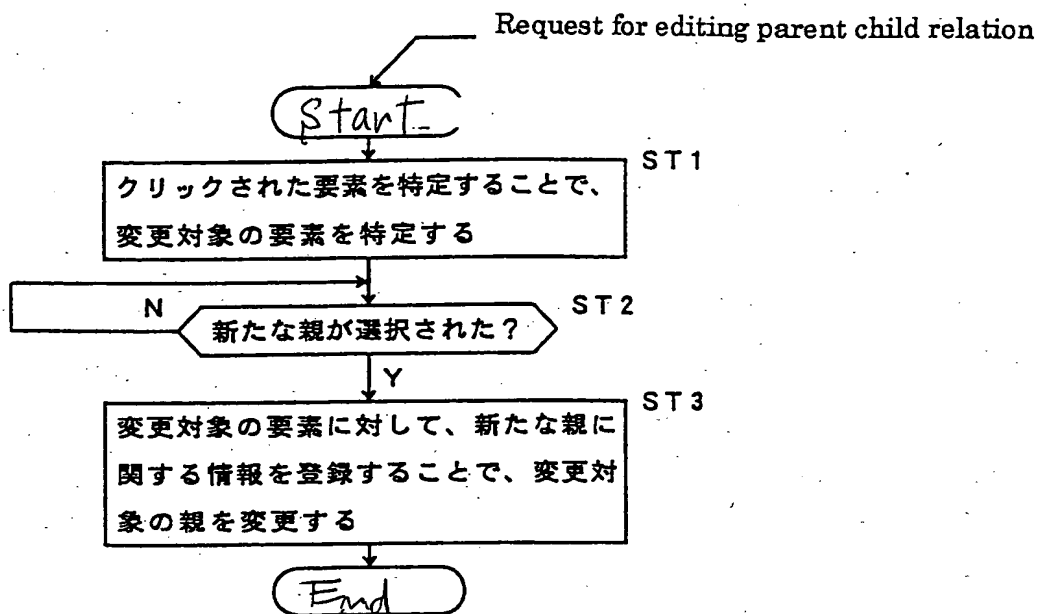 Request for editing parent child relation
Start
ST1
クリックされた要素を特定することで、
変更対象の要素を特定する
N
ST2
新たな親が選択された？
Y
ST3
変更対象の要素に対して、新たな親に
関する情報を登録することで、変更対
象の親を変更する
End